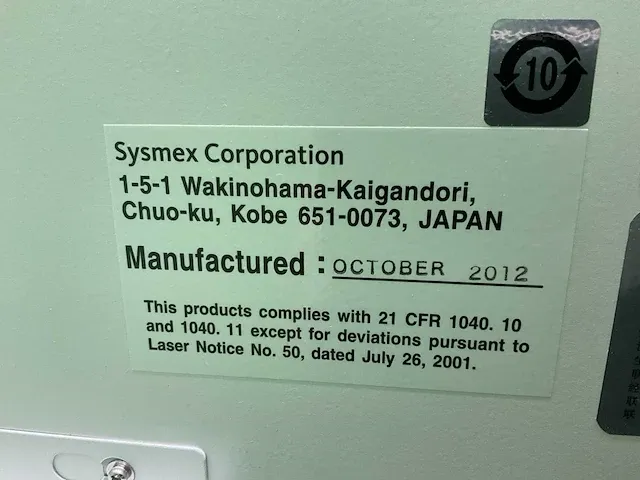 10
Sysmex Corporation
1-5-1 Wakinohama-Kaigandori,
Chuo-ku, Kobe 651-0073, JAPAN
Manufactured : OCTOBER 2012
This products complies with 21 CFR 1040. 10
and 1040. 11 except for deviations pursuant to
Laser Notice No. 50, dated July 26, 2001.